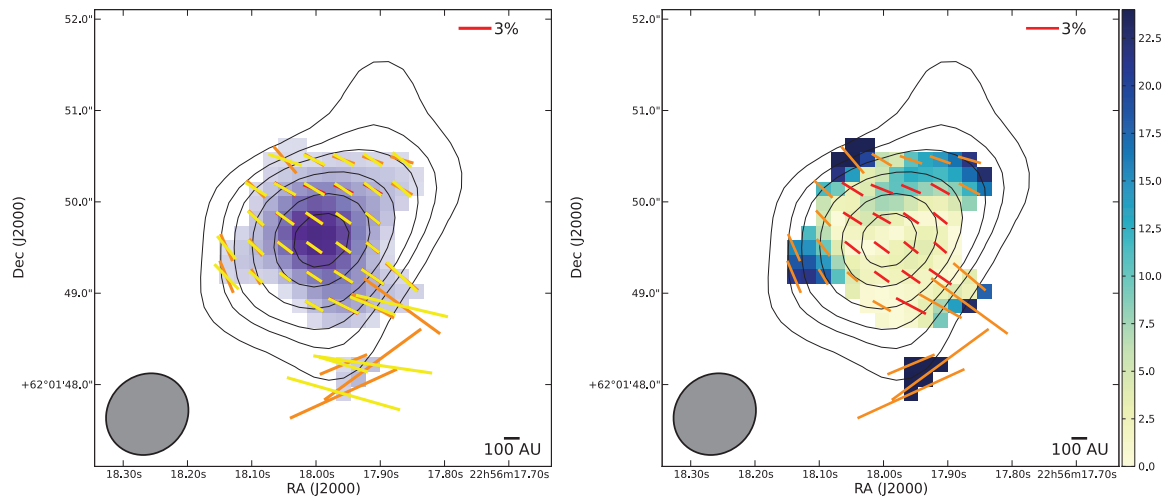 52.0"
51.0"
50.0"
49.0"
+62°01'48.0"
Dec (J2000)
3%
100 AU
18.30s 18.20s 18.10s 18.00s 17.90s 17.80s 22h56m17.70s
RA (J2000)
52.0"
51.0"
50.0"
49.0"
+62°01'48.0"
Dec (J2000)
3%
100 AU
18.30s 18.20s 18.10s 18.00s 17.90s 17.80s 22h56m17.70s
RA (J2000)
22.5
20.0
17.5
15.0
12.5
10.0
7.5
5.0
2.5
0.0